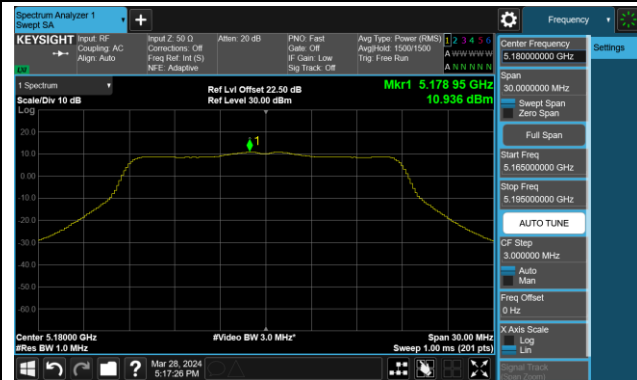 Spectrum Analyzer 1
Swept SA
Frequency
KEYSIGHT
Input: RF
Coupling: AC
Align: Auto
Input Z: 50 Ω
Corrections: Off
Freq Ref: Int (S)
NFE: Adaptive
Atten: 20 dB
PNO: Fast
Gate: Off
IF Gain: Low
Sig Track: Off
Avg Type: Power (RMS)
Avg|Hold: 1500/1500
Trig: Free Run
1 2 3 4 5 6
A W W W W W
A N N N N N
1 Spectrum
Scale/Div 10 dB
Log
Ref Lvl Offset 22.50 dB
Ref Level 30.00 dBm
Mkr1 5.178 95 GHz
10.936 dBm
1
20.0
10.0
0.00
-10.0
-20.0
-30.0
-40.0
-50.0
-60.0
Center 5.18000 GHz
#Res BW 1.0 MHz
#Video BW 3.0 MHz*
Span 30.00 MHz
Sweep 1.00 ms (201 pts)
Mar 28, 2024
5:17:26 PM
Center Frequency
5.180000000 GHz
Settings
Span
30.0000000 MHz
Swept Span
Zero Span
Full Span
Start Freq
5.165000000 GHz
Stop Freq
5.195000000 GHz
AUTO TUNE
CF Step
3.000000 MHz
Auto
Man
Freq Offset
0 Hz
X Axis Scale
Log
Lin
Signal Track
(Span Zoom)